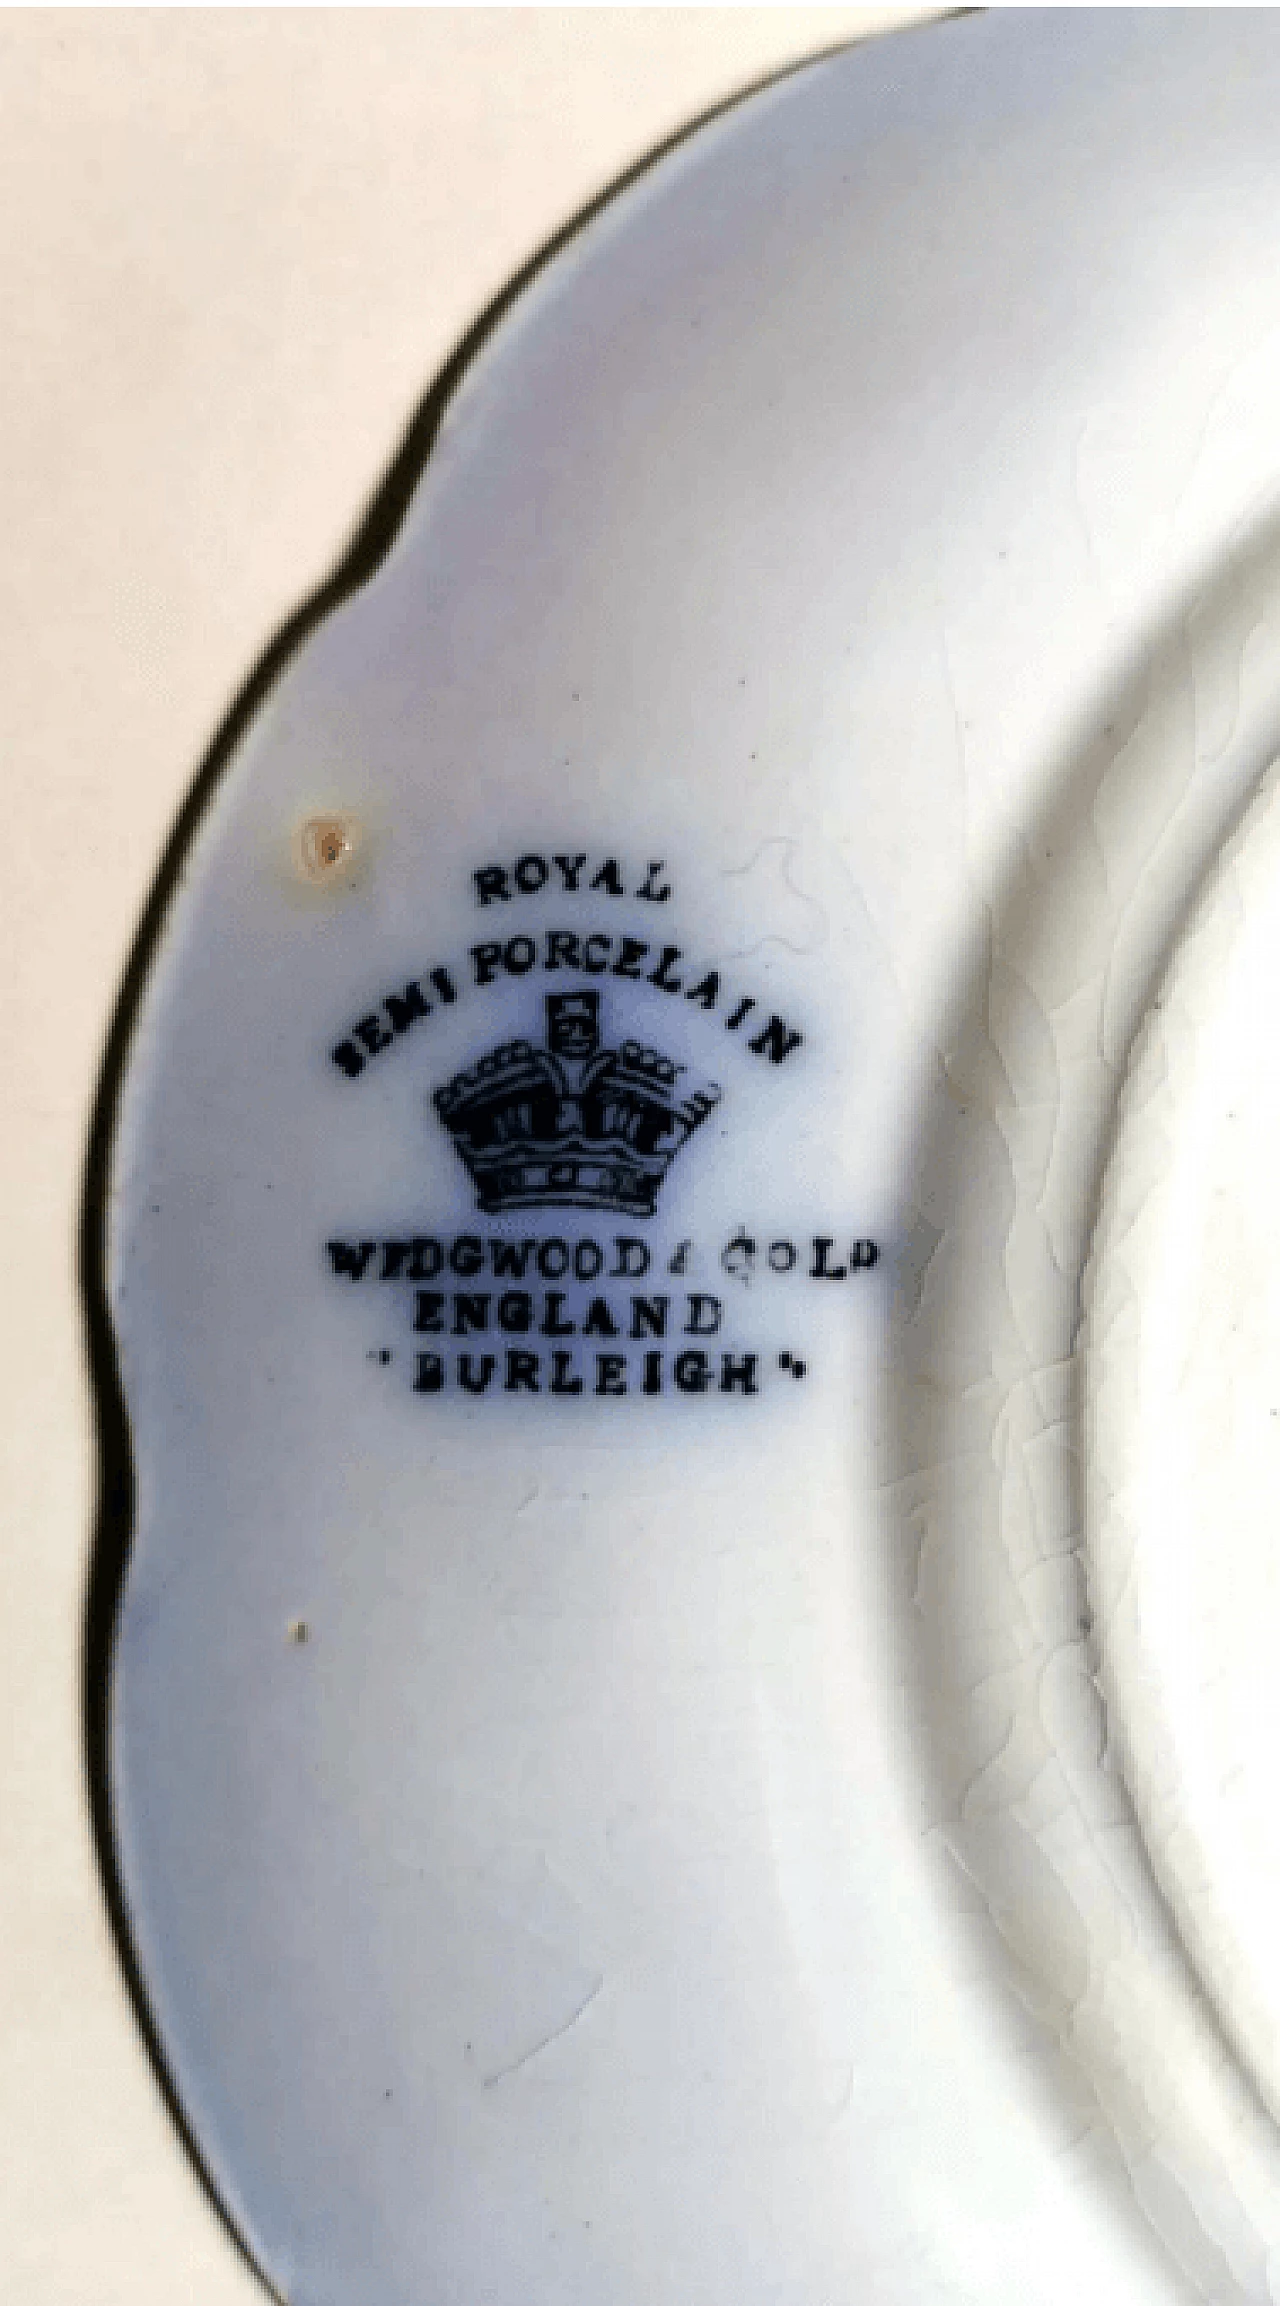 ROYAL
SEMI PORCELAIN
WEDGWOOD & COLD
ENGLAND
"BURLEIGH"